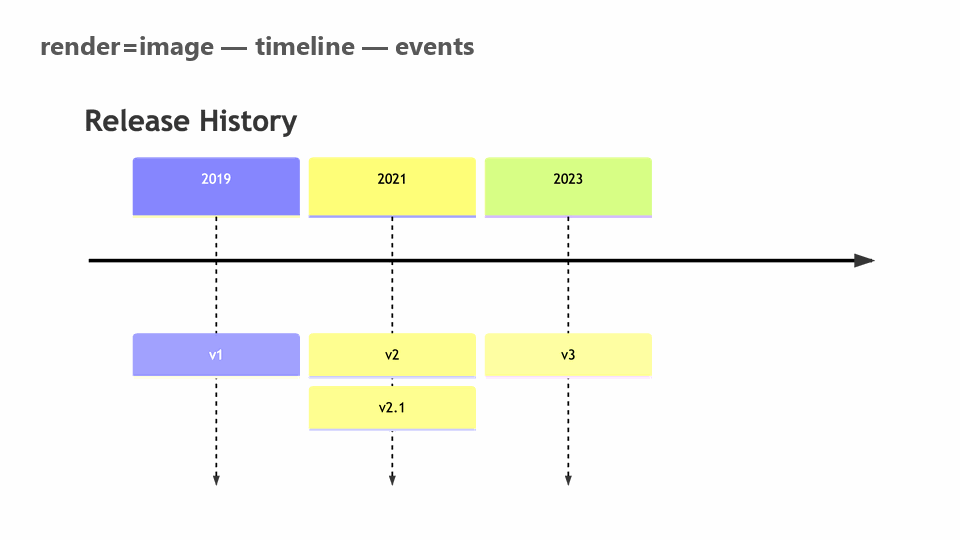 render=image — timeline — events
Release History
2019
2021
2023
v1
v2
v3
v2.1